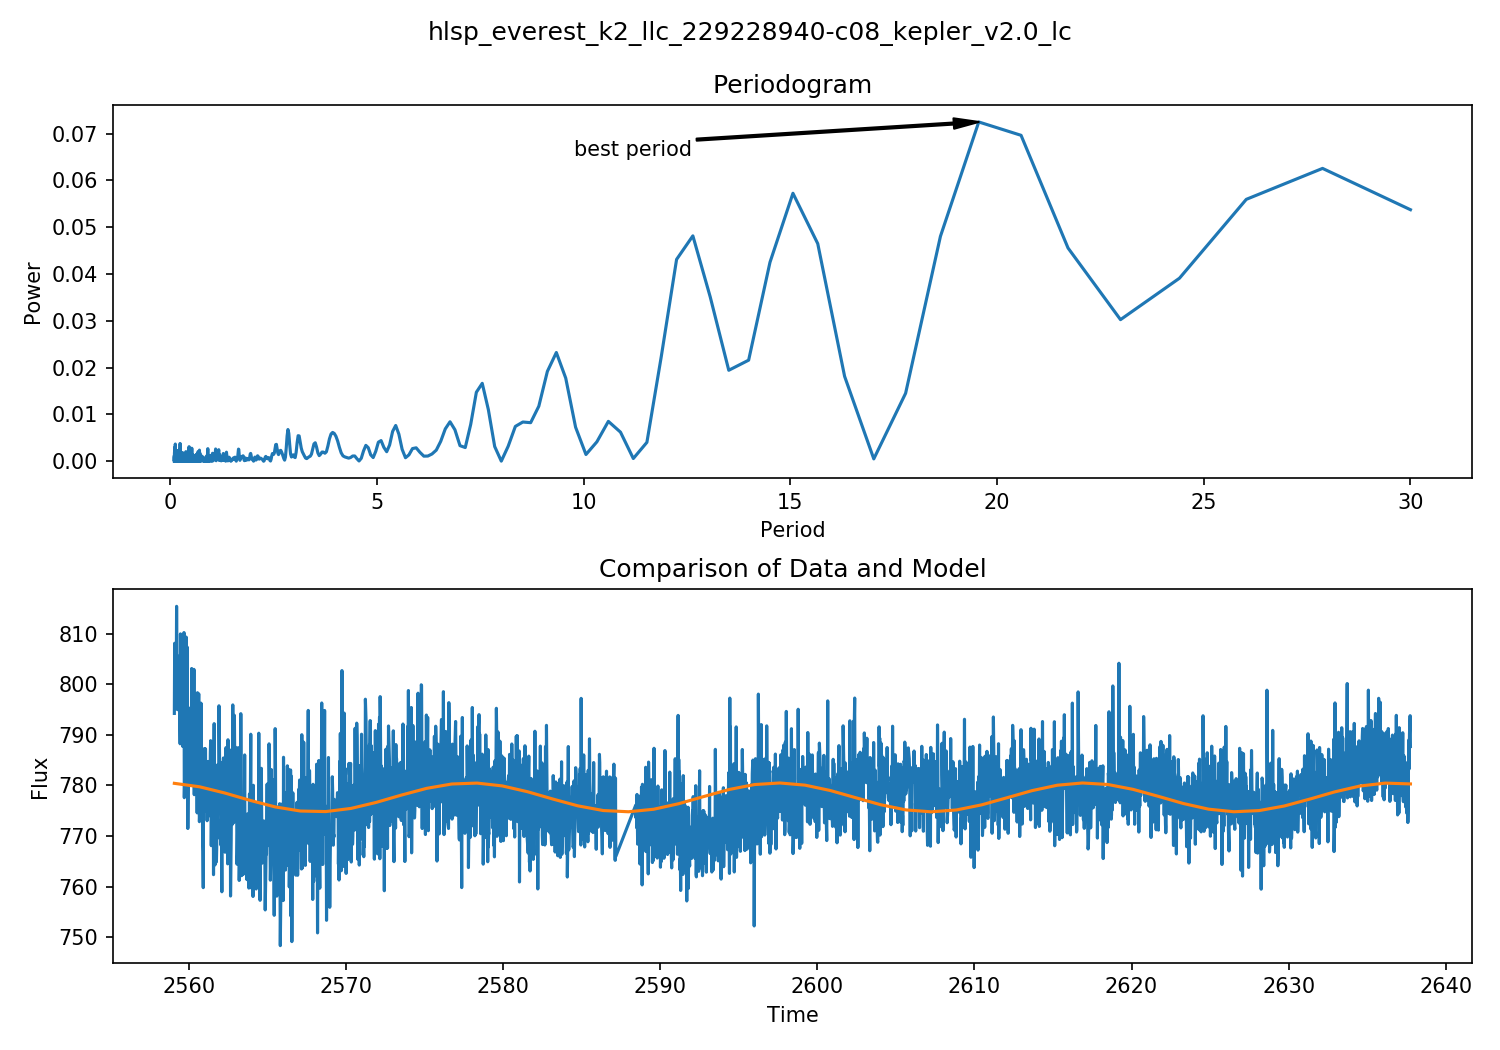 hlsp_everest_k2_llc_229228940-c08_kepler_v2.0_lc
Periodogram
0.07
0.06
0.05
0.04
0.03
0.02
0.01
0.00
Power
best period
0 5 10 15 20 25 30
Period
Comparison of Data and Model
810
800
790
780
770
760
750
Flux
2560 2570 2580 2590 2600 2610 2620 2630 2640
Time